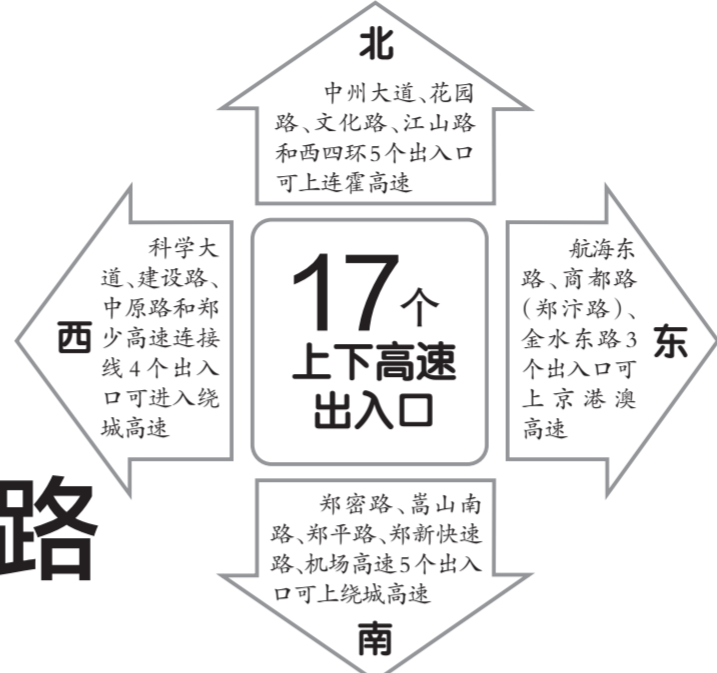 北
中州大道、花园
路、文化路、江山路
和西四环5个出入口
可上连霍高速
西
科学大
道、建设路、
中原路和郑
少高速连接
线4个出入
口可进入绕
城高速
17个
上下高速
出入口
航海东
路、商都路
(郑汴路)、
金水东路3
个出入口可
上京港澳
高速
东
郑密路、嵩山南
路、郑平路、郑新快速
路、机场高速5个出入
口可上绕城高速
南
路